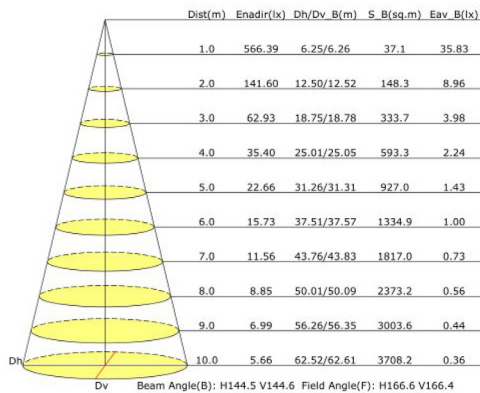 Dist(m) Enadir(lx) Dh/Dv_B(m) S_B(sq.m) Eav_B(lx)
1.0 566.39 6.25/6.26 37.1 35.83
2.0 141.60 12.50/12.52 148.3 8.96
3.0 62.93 18.75/18.78 333.7 3.98
4.0 35.40 25.01/25.05 593.3 2.24
5.0 22.66 31.26/31.31 927.0 1.43
6.0 15.73 37.51/37.57 1334.9 1.00
7.0 11.56 43.76/43.83 1817.0 0.73
8.0 8.85 50.01/50.09 2373.2 0.56
9.0 6.99 56.26/56.35 3003.6 0.44
Dh 10.0 5.66 62.52/62.61 3708.2 0.36
Dv Beam Angle(B): H144.5 V144.6 Field Angle(F): H166.6 V166.4